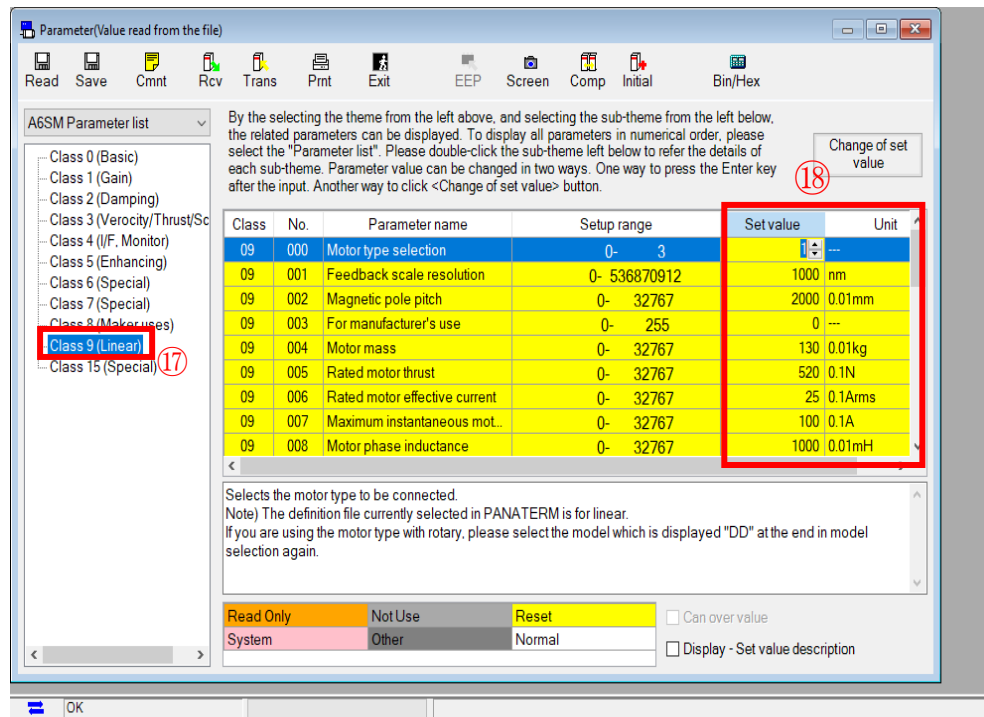 Parameter(Value read from the file)
Read Save Cmnt Rcv Trans Prnt Exit EEP Screen Comp Initial Bin/Hex
A6SM Parameter list
By the selecting the theme from the left above, and selecting the sub-theme from the left below,
the related parameters can be displayed. To display all parameters in numerical order, please
select the "Parameter list". Please double-click the sub-theme left below to refer the details of
each sub-theme. Parameter value can be changed in two ways. One way to press the Enter key
after the input. Another way to click <Change of set value> button.
Change of set
value
⑱
Class 0 (Basic)
Class 1 (Gain)
Class 2 (Damping)
Class 3 (Verocity/Thrust/Sc
Class 4 (I/F, Monitor)
Class 5 (Enhancing)
Class 6 (Special)
Class 7 (Special)
Class 8 (Maker uses)
Class 9 (Linear)
Class 15 (Special)
⑰
Class No. Parameter name Setup range Set value Unit
09 000 Motor type selection 0- 3 1 ---
09 001 Feedback scale resolution 0- 536870912 1000 nm
09 002 Magnetic pole pitch 0- 32767 2000 0.01mm
09 003 For manufacturer's use 0- 255 0 ---
09 004 Motor mass 0- 32767 130 0.01kg
09 005 Rated motor thrust 0- 32767 520 0.1N
09 006 Rated motor effective current 0- 32767 25 0.1Arms
09 007 Maximum instantaneous mot... 0- 32767 100 0.1A
09 008 Motor phase inductance 0- 32767 1000 0.01mH
Selects the motor type to be connected.
Note) The definition file currently selected in PANATERM is for linear.
If you are using the motor type with rotary, please select the model which is displayed "DD" at the end in model
selection again.
Read Only Not Use Reset
System Other Normal
Can over value
Display - Set value description
OK